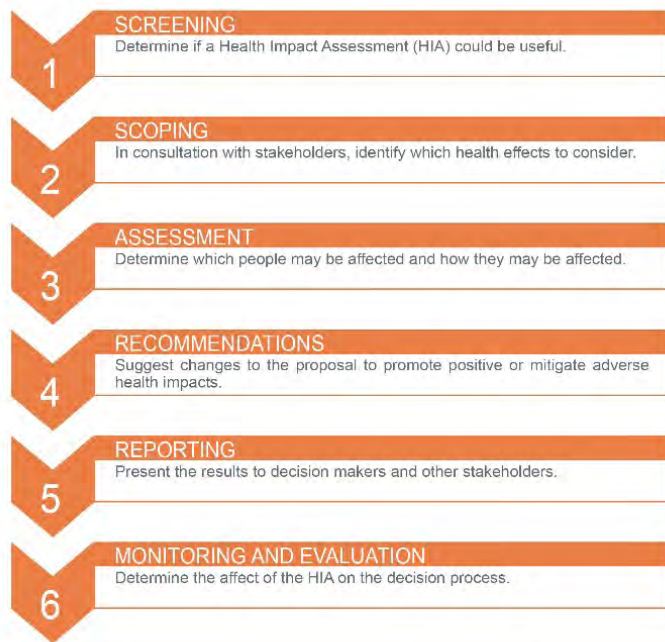 1
SCREENING
Determine if a Health Impact Assessment (HIA) could be useful.
2
SCOPING
In consultation with stakeholders, identify which health effects to consider.
3
ASSESSMENT
Determine which people may be affected and how they may be affected.
4
RECOMMENDATIONS
Suggest changes to the proposal to promote positive or mitigate adverse
health impacts.
5
REPORTING
Present the results to decision makers and other stakeholders.
6
MONITORING AND EVALUATION
Determine the affect of the HIA on the decision process.